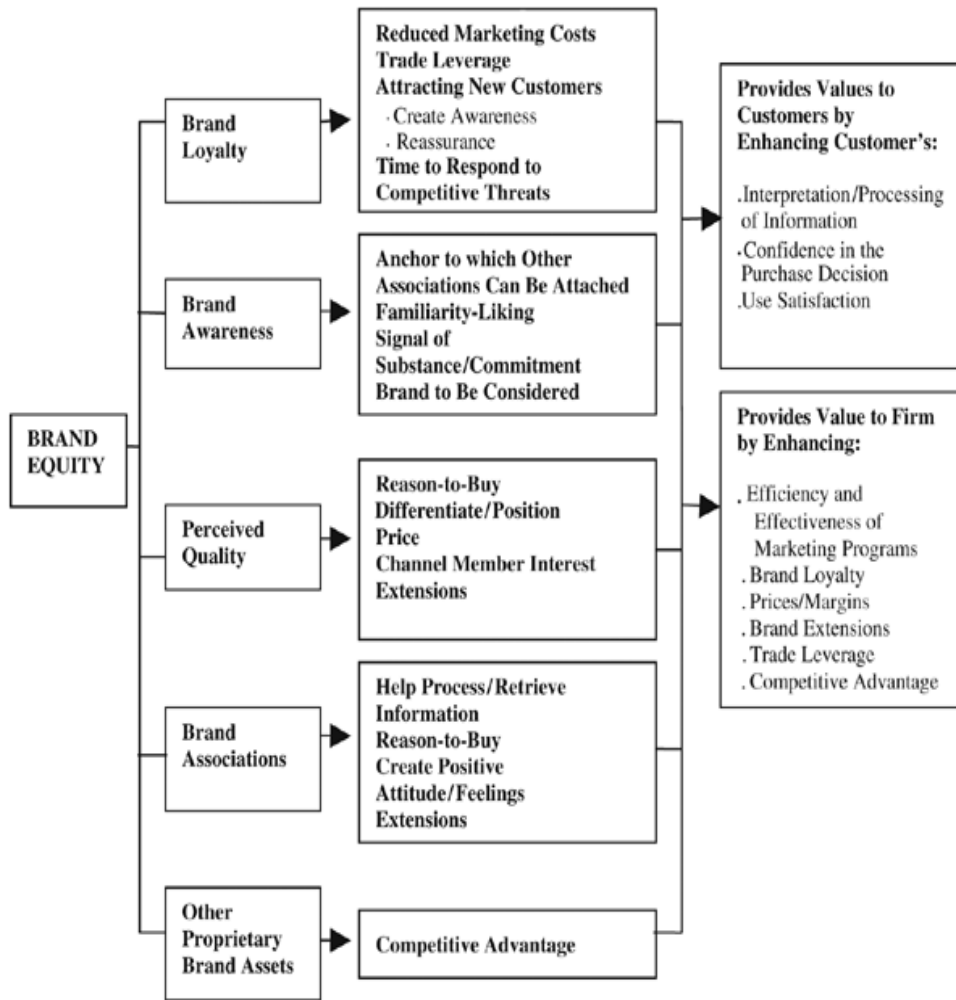 BRAND
EQUITY
Brand
Loyalty
Reduced Marketing Costs
Trade Leverage
Attracting New Customers
· Create Awareness
· Reassurance
Time to Respond to
Competitive Threats
Brand
Awareness
Anchor to which Other
Associations Can Be Attached
Familiarity-Liking
Signal of
Substance/Commitment
Brand to Be Considered
Perceived
Quality
Reason-to-Buy
Differentiate/Position
Price
Channel Member Interest
Extensions
Brand
Associations
Help Process/Retrieve
Information
Reason-to-Buy
Create Positive
Attitude/Feelings
Extensions
Other
Proprietary
Brand Assets
Competitive Advantage
Provides Values to
Customers by
Enhancing Customer's:
.Interpretation/Processing
of Information
.Confidence in the
Purchase Decision
.Use Satisfaction
Provides Value to Firm
by Enhancing:
. Efficiency and
Effectiveness of
Marketing Programs
. Brand Loyalty
. Prices/Margins
. Brand Extensions
. Trade Leverage
. Competitive Advantage